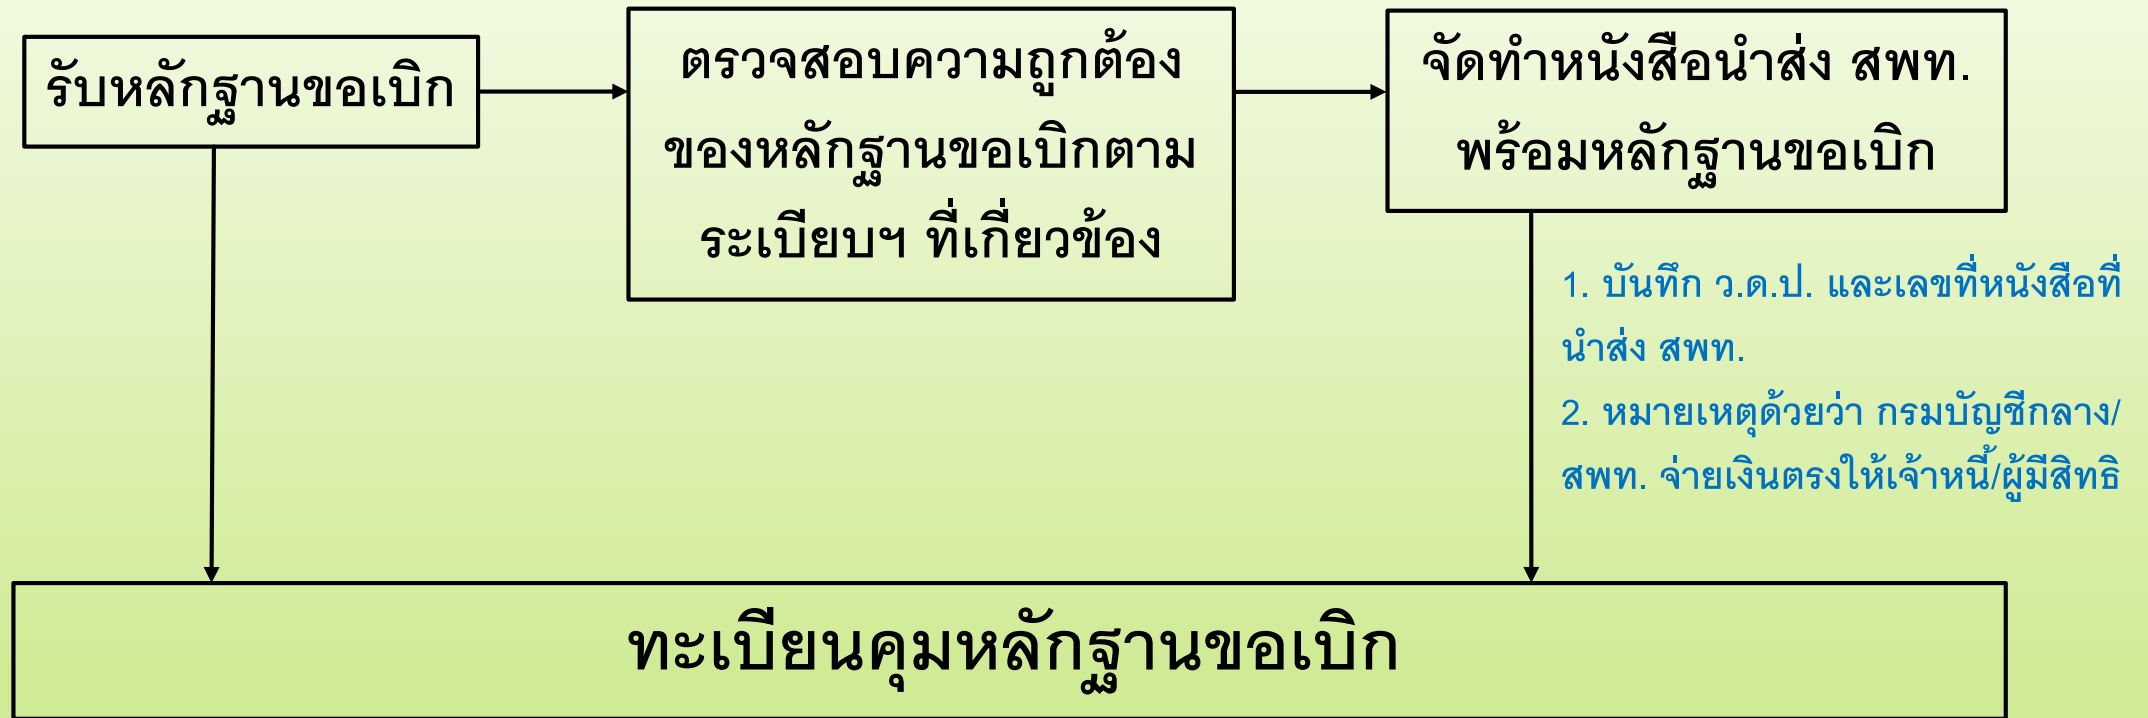 รับหลักฐานขอเบิก
ตรวจสอบความถูกต้อง
ของหลักฐานขอเบิกตาม
ระเบียบฯ ที่เกี่ยวข้อง
จัดทำหนังสือนำส่ง สพท.
พร้อมหลักฐานขอเบิก
1. บันทึก ว.ด.ป. และเลขที่หนังสือที่
นำส่ง สพท.
2. หมายเหตุด้วยว่า กรมบัญชีกลาง/
สพท. จ่ายเงินตรงให้เจ้าหนี้/ผู้มีสิทธิ
ทะเบียนคุมหลักฐานขอเบิก